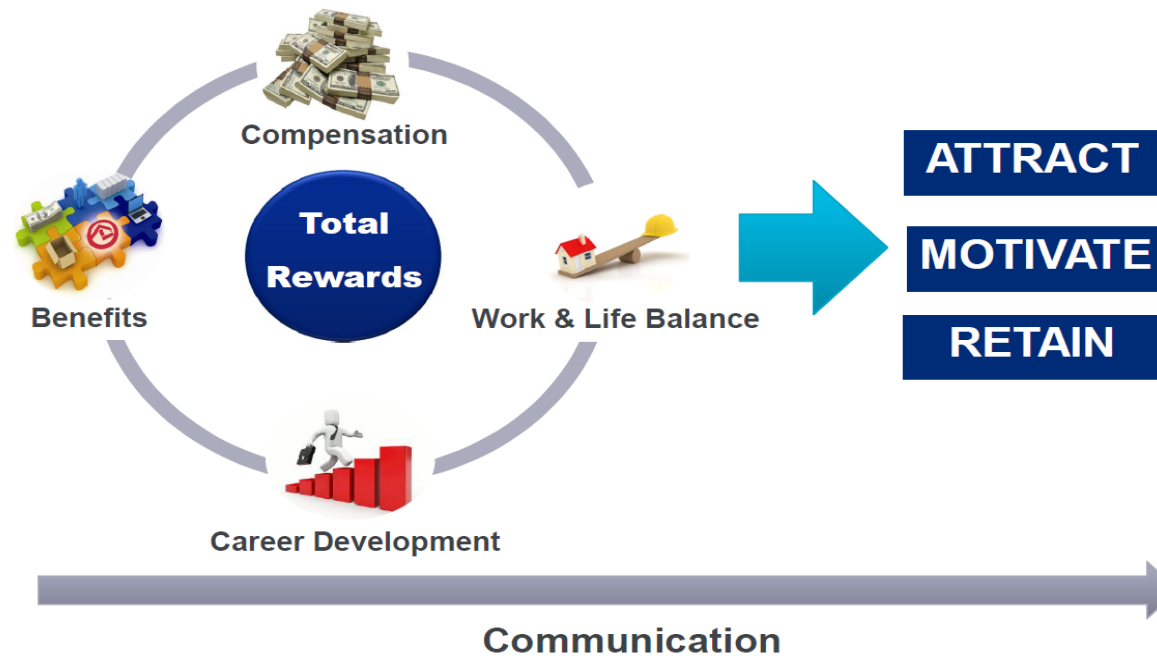 Compensation
Total
Rewards
Benefits
Work & Life Balance
Career Development
ATTRACT
MOTIVATE
RETAIN
Communication